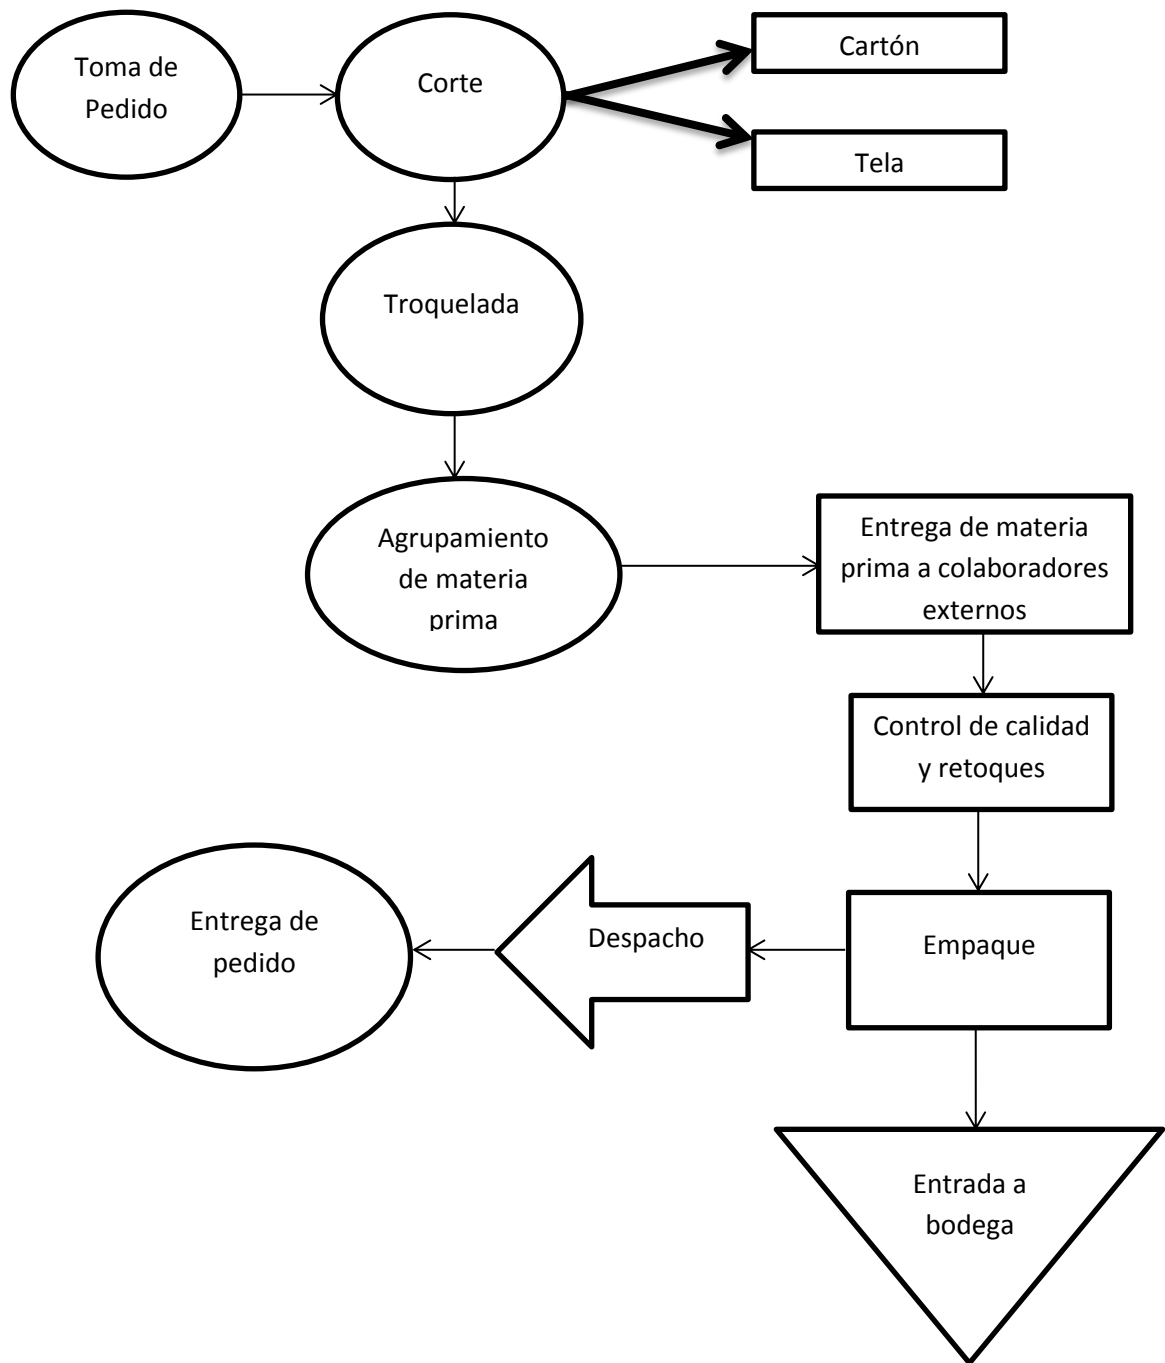 Toma de
Pedido
Corte
Cartón
Tela
Troquelada
Agrupamiento
de materia
prima
Entrega de materia
prima a colaboradores
externos
Control de calidad
y retoques
Entrega de
pedido
Despacho
Empaque
Entrada a
bodega